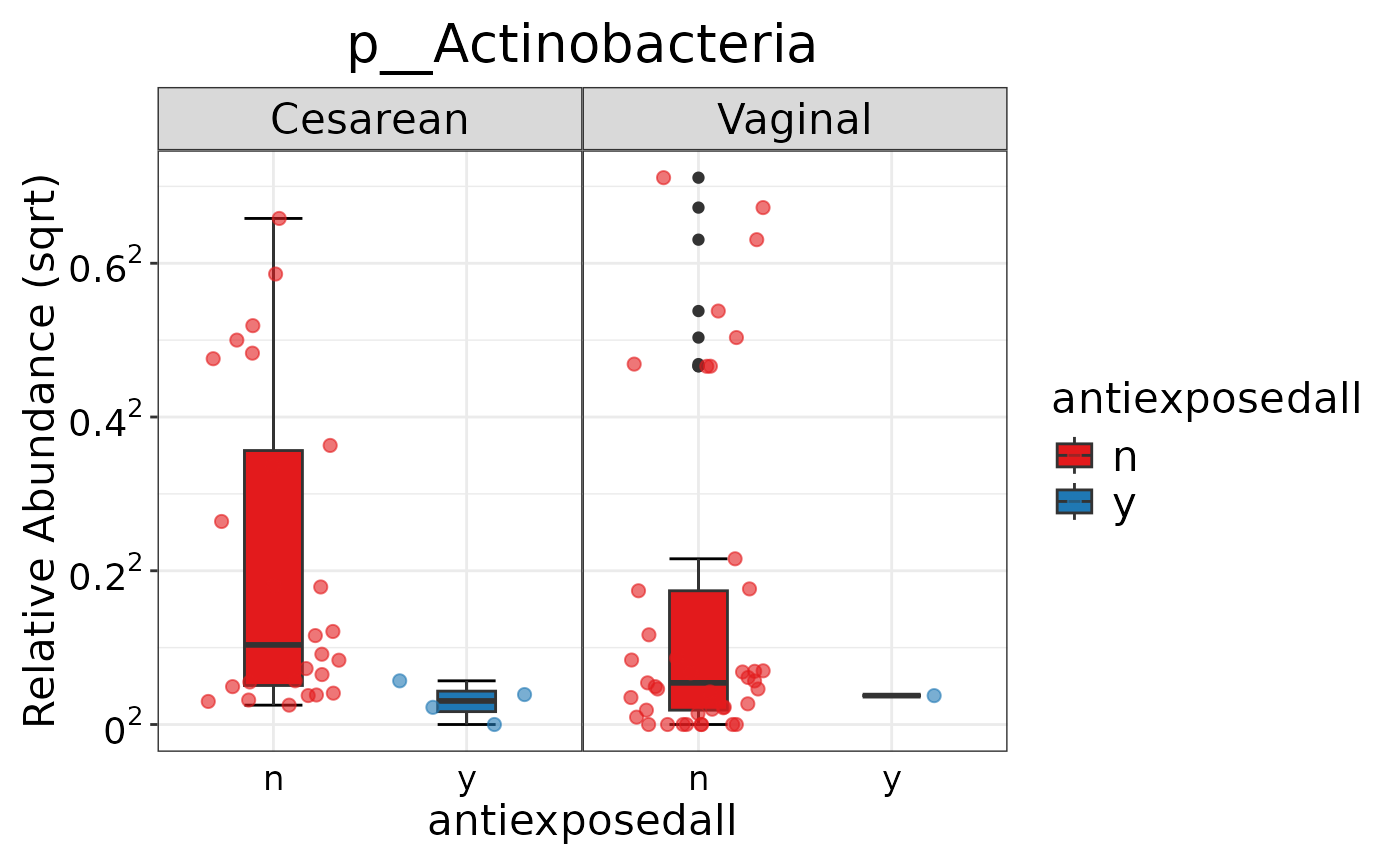 p__Actinobacteria
Cesarean Vaginal
Relative Abundance (sqrt)
0.6²
0.4²
0.2²
0²
n y n y
antiexposedall
antiexposedall
n
y